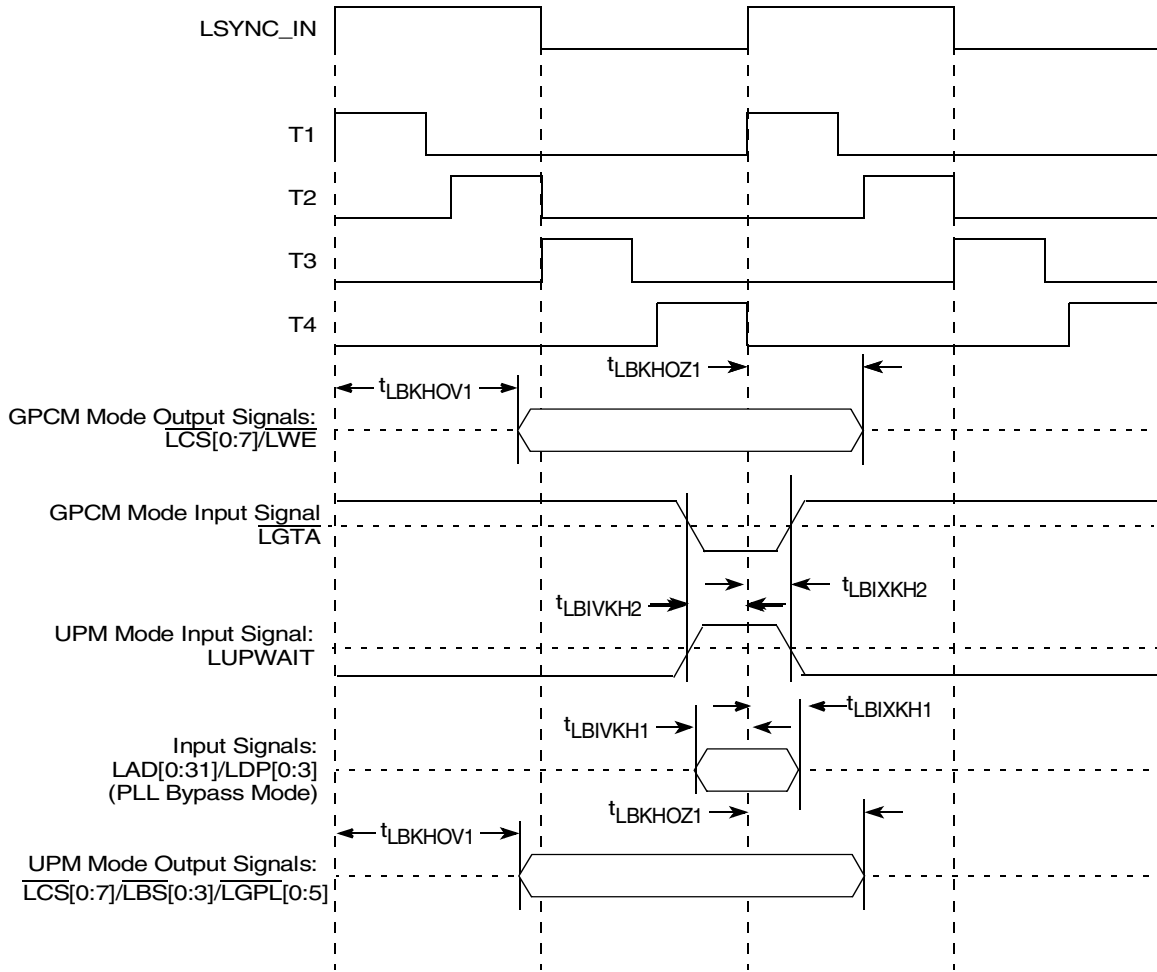 LSYNC_IN
T1
T2
T3
T4
tLBKHOZ1
tLBKHOV1
GPCM Mode Output Signals:
LCS[0:7]/LWE
GPCM Mode Input Signal
LGTA
tLBIXKH2
tLBIVKH2
UPM Mode Input Signal:
LUPWAIT
tLBIXKH1
tLBIVKH1
Input Signals:
LAD[0:31]/LDP[0:3]
(PLL Bypass Mode)
tLBKHOZ1
tLBKHOV1
UPM Mode Output Signals:
LCS[0:7]/LBS[0:3]/LGPL[0:5]